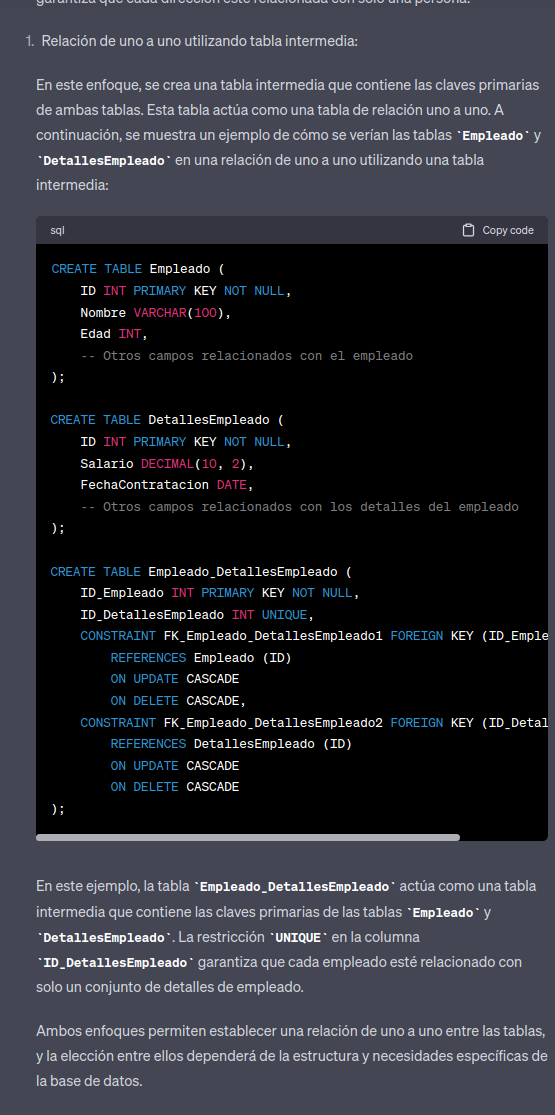 garantiza que cada dirección esté relacionada con solo una persona.
1. Relación de uno a uno utilizando tabla intermedia:
En este enfoque, se crea una tabla intermedia que contiene las claves primarias
de ambas tablas. Esta tabla actúa como una tabla de relación uno a uno. A
continuación, se muestra un ejemplo de cómo se verían las tablas `Empleado` y
`DetallesEmpleado` en una relación de uno a uno utilizando una tabla
intermedia:
sql Copy code
CREATE TABLE Empleado (
    ID INT PRIMARY KEY NOT NULL,
    Nombre VARCHAR(100),
    Edad INT,
    -- Otros campos relacionados con el empleado
);
CREATE TABLE DetallesEmpleado (
    ID INT PRIMARY KEY NOT NULL,
    Salario DECIMAL(10, 2),
    FechaContratacion DATE,
    -- Otros campos relacionados con los detalles del empleado
);
CREATE TABLE Empleado_DetallesEmpleado (
    ID_Empleado INT PRIMARY KEY NOT NULL,
    ID_DetallesEmpleado INT UNIQUE,
    CONSTRAINT FK_Empleado_DetallesEmpleado1 FOREIGN KEY (ID_Emple
        REFERENCES Empleado (ID)
        ON UPDATE CASCADE
        ON DELETE CASCADE,
    CONSTRAINT FK_Empleado_DetallesEmpleado2 FOREIGN KEY (ID_Detal
        REFERENCES DetallesEmpleado (ID)
        ON UPDATE CASCADE
        ON DELETE CASCADE
);
En este ejemplo, la tabla `Empleado_DetallesEmpleado` actúa como una tabla
intermedia que contiene las claves primarias de las tablas `Empleado` y
`DetallesEmpleado`. La restricción `UNIQUE` en la columna
`ID_DetallesEmpleado` garantiza que cada empleado esté relacionado con
solo un conjunto de detalles de empleado.
Ambos enfoques permiten establecer una relación de uno a uno entre las tablas,
y la elección entre ellos dependerá de la estructura y necesidades específicas de
la base de datos.